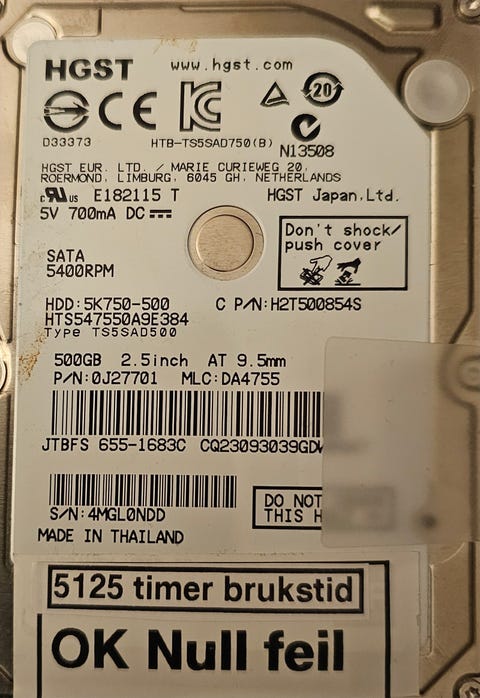 HGST www.hgst.com
20
D33373 HTB-TS5SAD750(B) N13508
HGST EUR. LTD. / MARIE CURIEWEG 20,
ROERMOND, LIMBURG, 6045 GH, NETHERLANDS
c RU us E182115 T HGST Japan,Ltd.
5V 700mA DC
Don't shock/
push cover
SATA
5400RPM
HDD:5K750-500 C P/N:H2T500854S
HTS547550A9E384
Type TS5SAD500
500GB 2.5inch AT 9.5mm
P/N:0J27701 MLC:DA4755
JTBFS 655-1683C
S/N:4MGL0NDD
DO NOT
THIS
MADE IN THAILAND
5125 timer brukstid
OK Null feil